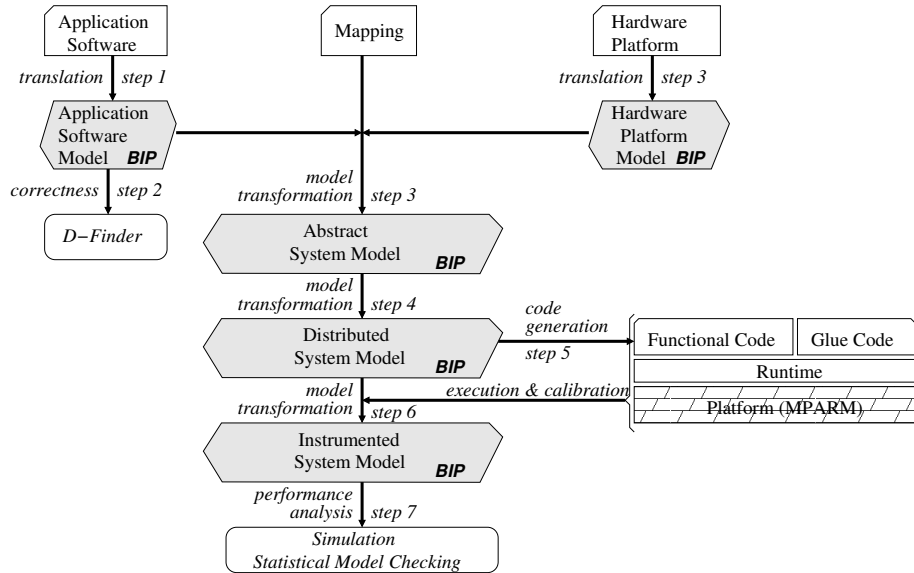 Application
Software
Mapping
Hardware
Platform
translation step 1
translation step 3
Application
Software
Model BIP
Hardware
Platform
Model BIP
correctness step 2
D–Finder
model
transformation step 3
Abstract
System Model
BIP
model
transformation step 4
Distributed
System Model
BIP
code
generation
step 5
Functional Code
Glue Code
Runtime
Platform (MPARM)
execution & calibration
model
transformation step 6
Instrumented
System Model
BIP
performance
analysis step 7
Simulation
Statistical Model Checking